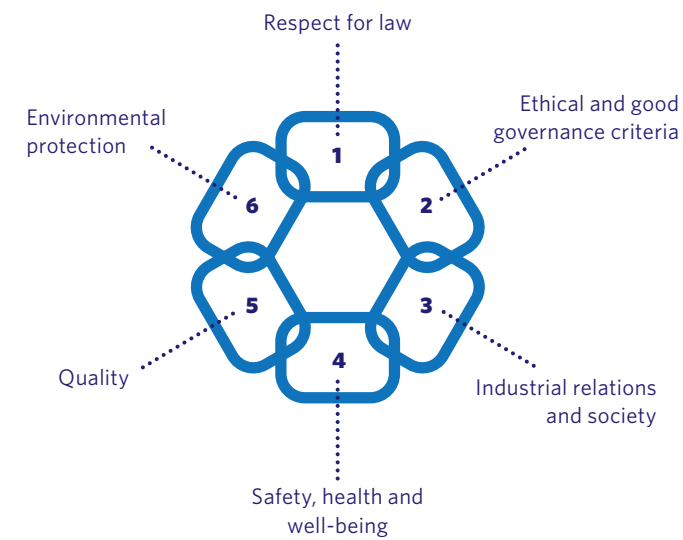 Respect for law
Ethical and good
governance criteria
Environmental
protection
1
2
6
3
5
4
Quality
Industrial relations
and society
Safety, health and
well-being